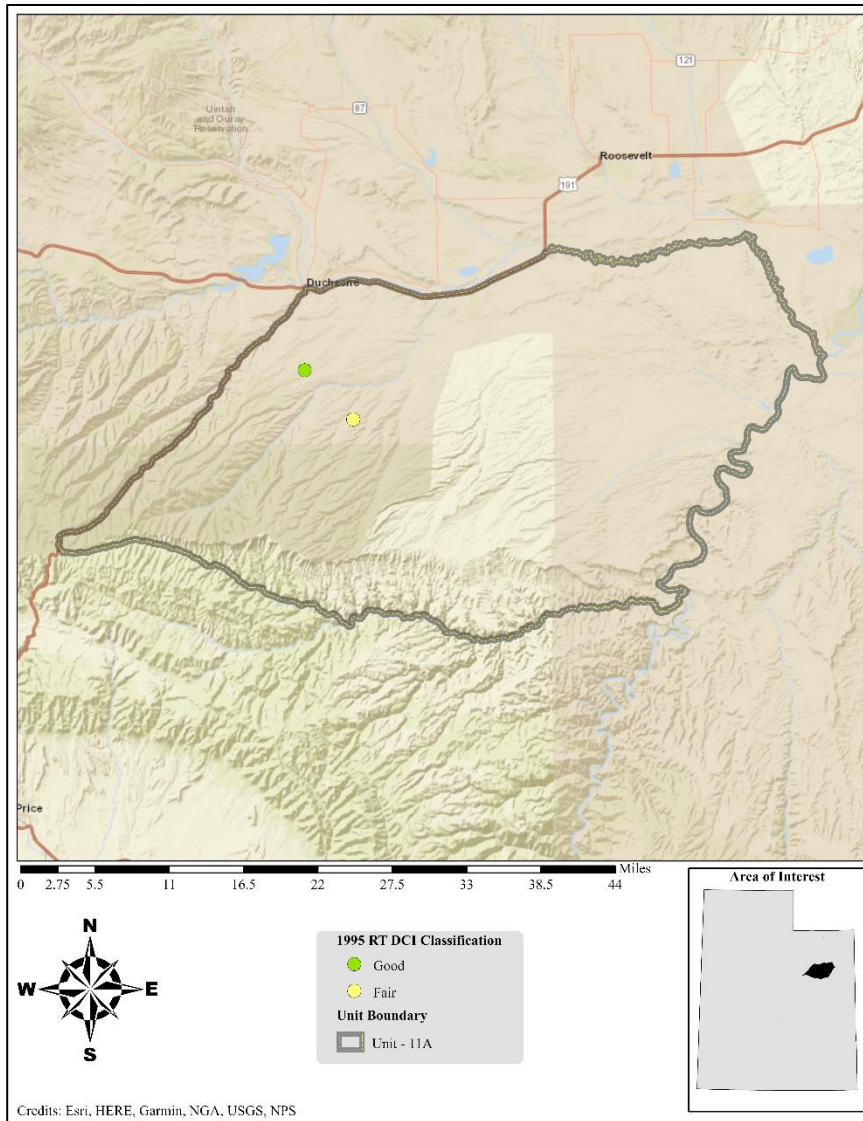 121
Uintah
and Ouray
Reservation
87
Roosevelt
191
Duchesne
Price
Miles
0 2.75 5.5 11 16.5 22 27.5 33 38.5 44
Area of Interest
N
W E
S
1995 RT DCI Classification
Good
Fair
Unit Boundary
Unit - 11A
Credits: Esri, HERE, Garmin, NGA, USGS, NPS